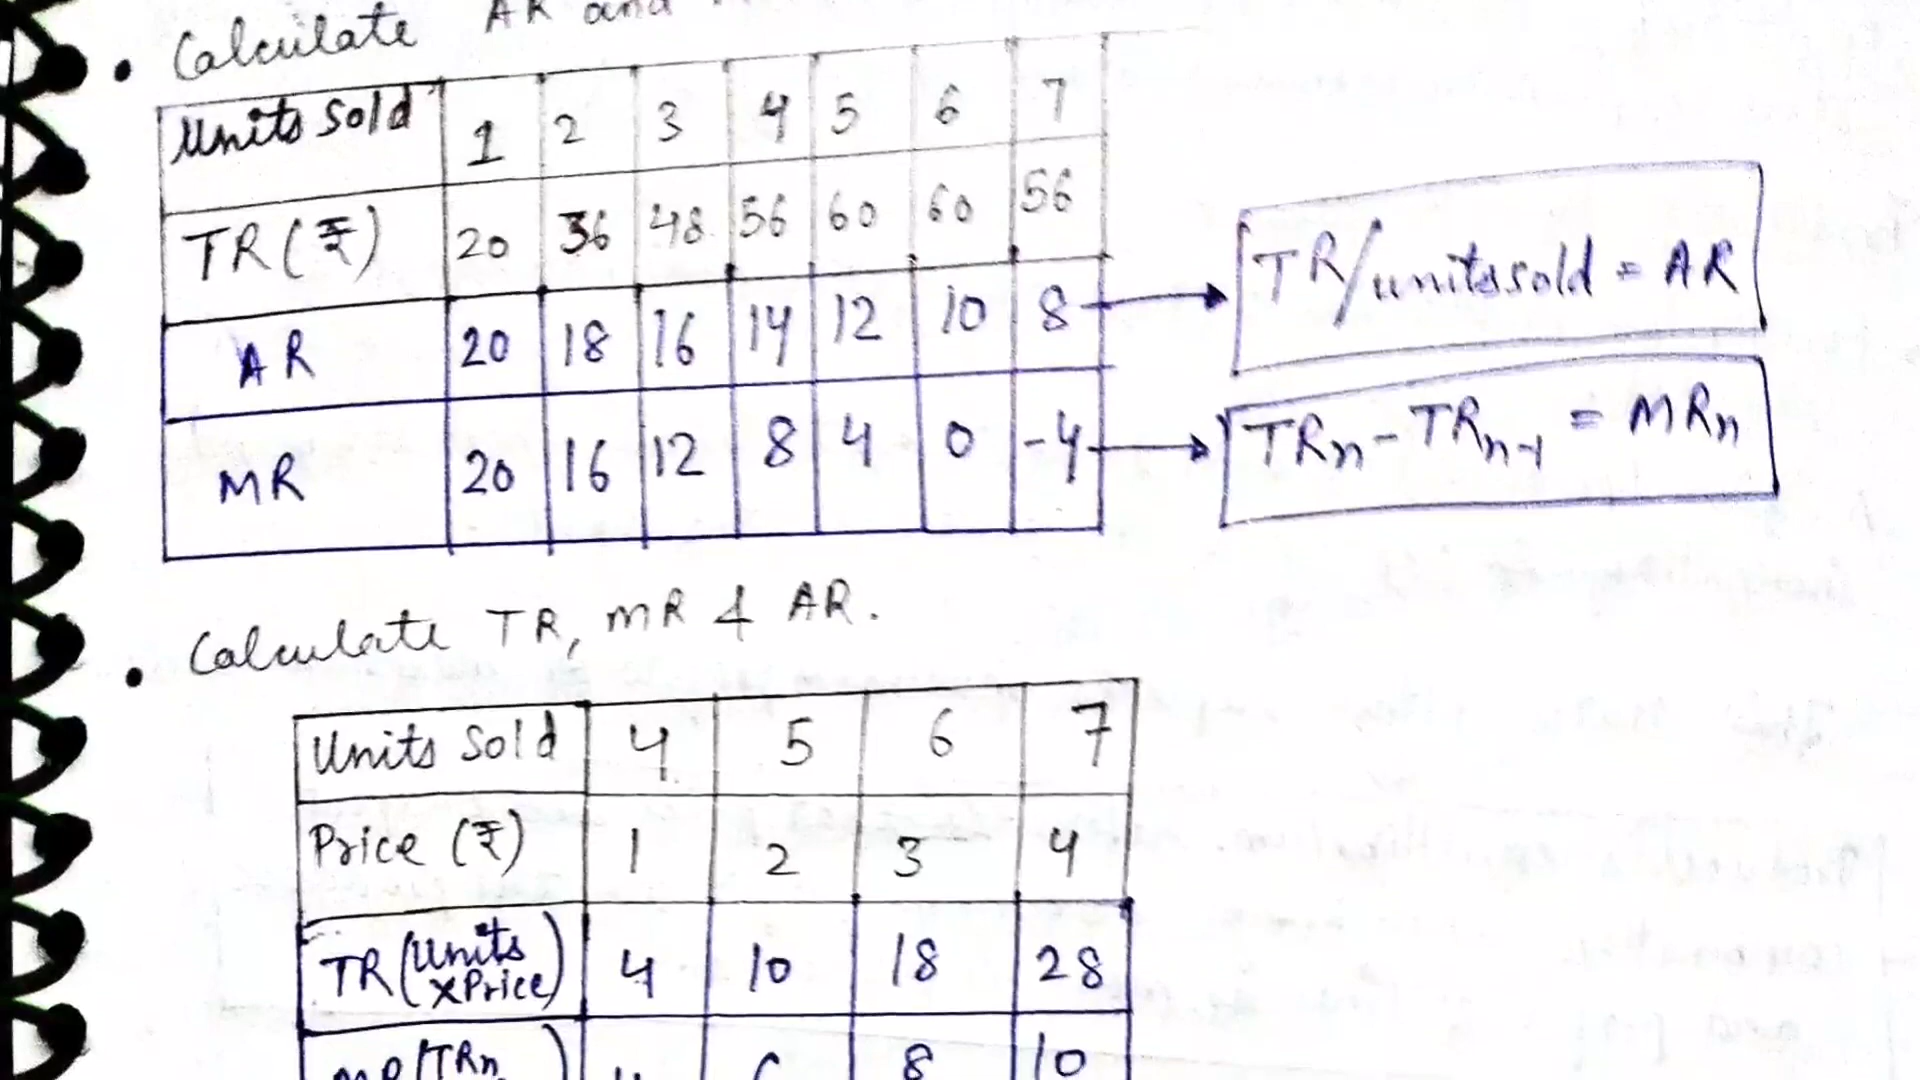 • Calculate AR and
Units Sold 1 2 3 4 5 6 7
TR (₹) 20 36 48 56 60 60 56
AR 20 18 16 14 12 10 8
TR/units sold = AR
MR 20 16 12 8 4 0 -4
TRn - TRn-1 = MRn
• Calculate TR, MR & AR.
Units Sold 4 5 6 7
Price (₹) 1 2 3 4
TR (Units
×Price) 4 10 18 28
MR (TRn 8 10